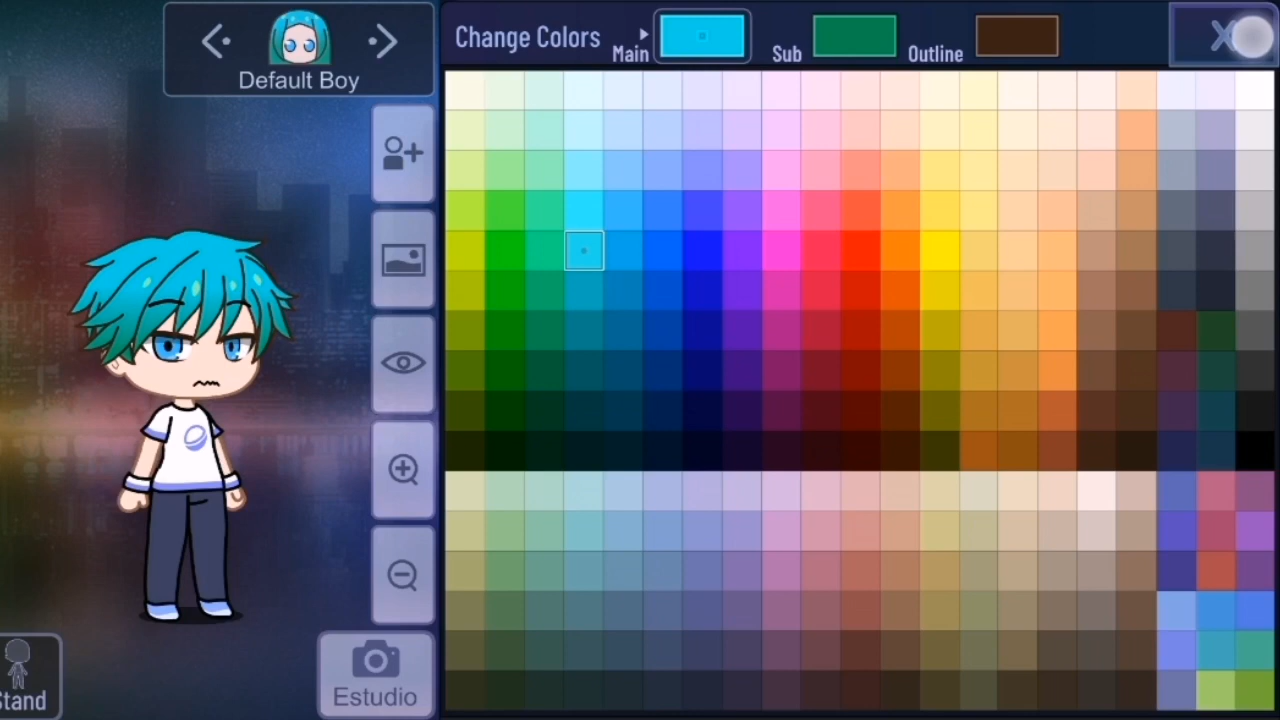 Default Boy
Change Colors
Main
Sub
Outline
X
Stand
Estudio